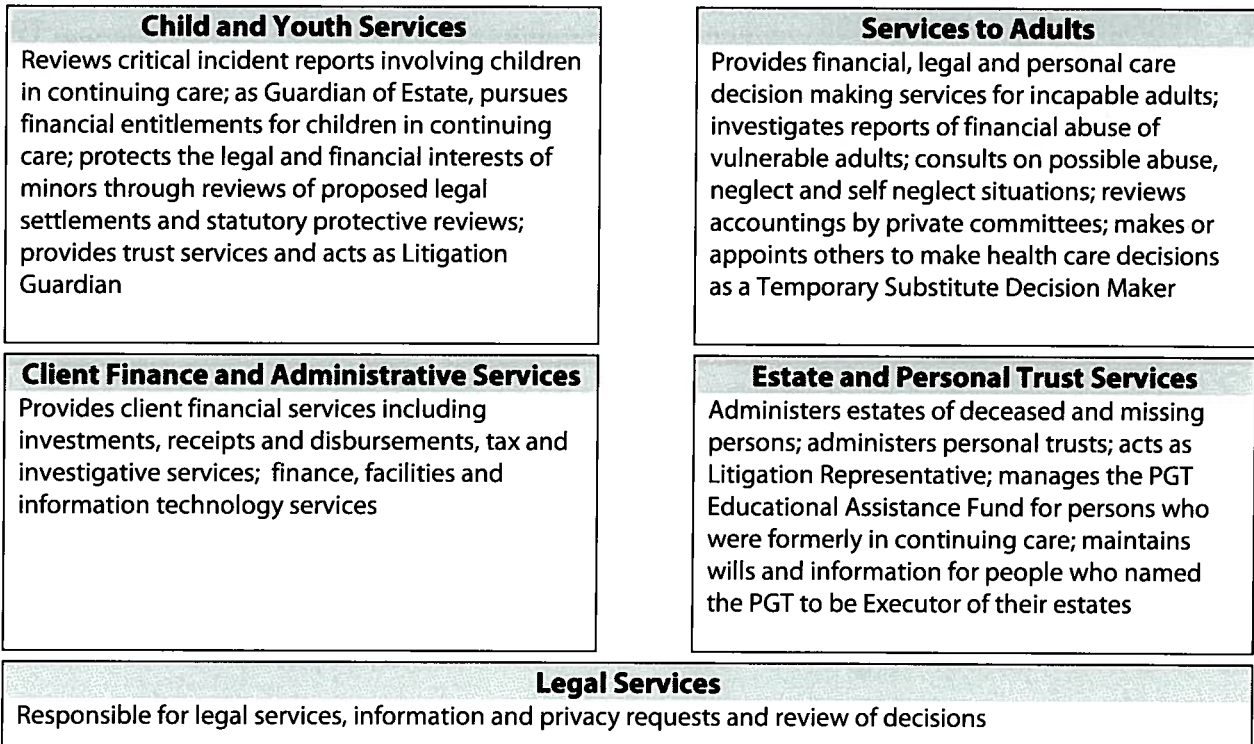 Child and Youth Services
Reviews critical incident reports involving children
in continuing care; as Guardian of Estate, pursues
financial entitlements for children in continuing
care; protects the legal and financial interests of
minors through reviews of proposed legal
settlements and statutory protective reviews;
provides trust services and acts as Litigation
Guardian
Services to Adults
Provides financial, legal and personal care
decision making services for incapable adults;
investigates reports of financial abuse of
vulnerable adults; consults on possible abuse,
neglect and self neglect situations; reviews
accountings by private committees; makes or
appoints others to make health care decisions
as a Temporary Substitute Decision Maker
Client Finance and Administrative Services
Provides client financial services including
investments, receipts and disbursements, tax and
investigative services; finance, facilities and
information technology services
Estate and Personal Trust Services
Administers estates of deceased and missing
persons; administers personal trusts; acts as
Litigation Representative; manages the PGT
Educational Assistance Fund for persons who
were formerly in continuing care; maintains
wills and information for people who named
the PGT to be Executor of their estates
Legal Services
Responsible for legal services, information and privacy requests and review of decisions